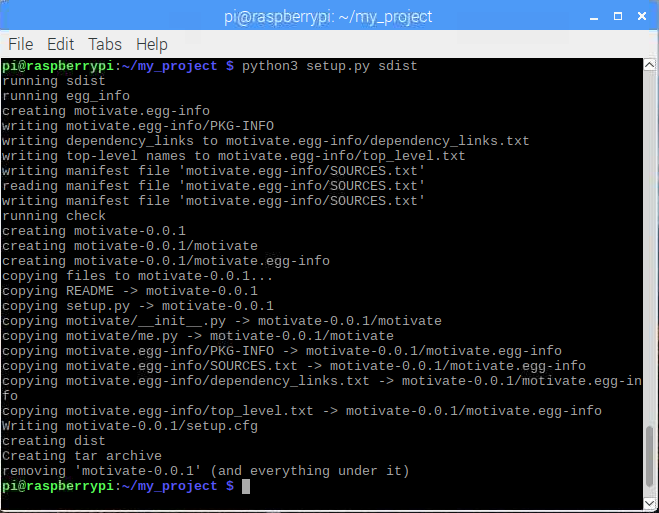 pi@raspberrypi: ~/my_project
File Edit Tabs Help
pi@raspberrypi:~/my_project $ python3 setup.py sdist
running sdist
running egg_info
creating motivate.egg-info
writing motivate.egg-info/PKG-INFO
writing dependency_links to motivate.egg-info/dependency_links.txt
writing top-level names to motivate.egg-info/top_level.txt
writing manifest file 'motivate.egg-info/SOURCES.txt'
reading manifest file 'motivate.egg-info/SOURCES.txt'
writing manifest file 'motivate.egg-info/SOURCES.txt'
running check
creating motivate-0.0.1
creating motivate-0.0.1/motivate
creating motivate-0.0.1/motivate.egg-info
copying files to motivate-0.0.1...
copying README -> motivate-0.0.1
copying setup.py -> motivate-0.0.1
copying motivate/__init__.py -> motivate-0.0.1/motivate
copying motivate/me.py -> motivate-0.0.1/motivate
copying motivate.egg-info/PKG-INFO -> motivate-0.0.1/motivate.egg-info
copying motivate.egg-info/SOURCES.txt -> motivate-0.0.1/motivate.egg-info
copying motivate.egg-info/dependency_links.txt -> motivate-0.0.1/motivate.egg-in
fo
copying motivate.egg-info/top_level.txt -> motivate-0.0.1/motivate.egg-info
Writing motivate-0.0.1/setup.cfg
creating dist
Creating tar archive
removing 'motivate-0.0.1' (and everything under it)
pi@raspberrypi:~/my_project $